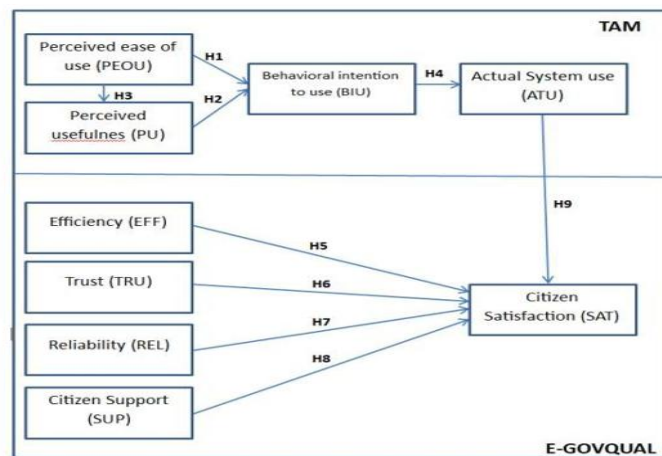 TAM
Perceived ease of
use (PEOU)
H1
H3
H2
Perceived
usefulnes (PU)
Behavioral intention
to use (BIU)
H4
Actual System use
(ATU)
H9
Efficiency (EFF)
H5
Trust (TRU)
H6
Reliability (REL)
H7
Citizen Support
(SUP)
H8
Citizen
Satisfaction (SAT)
E-GOVQUAL